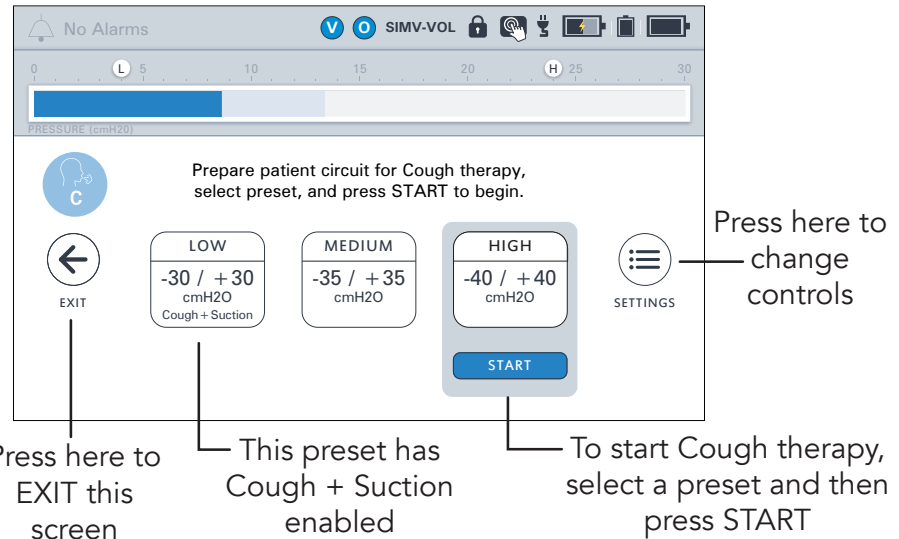 No Alarms
V O SIMV-VOL
0 L 5 10 15 20 H 25 30
PRESSURE (cmH20)
Prepare patient circuit for Cough therapy,
select preset, and press START to begin.
C
EXIT
LOW
-30 / +30
cmH2O
Cough+Suction
MEDIUM
-35 / +35
cmH2O
HIGH
-40 / +40
cmH2O
START
SETTINGS
Press here to
change
controls
Press here to
EXIT this
screen
This preset has
Cough + Suction
enabled
To start Cough therapy,
select a preset and then
press START